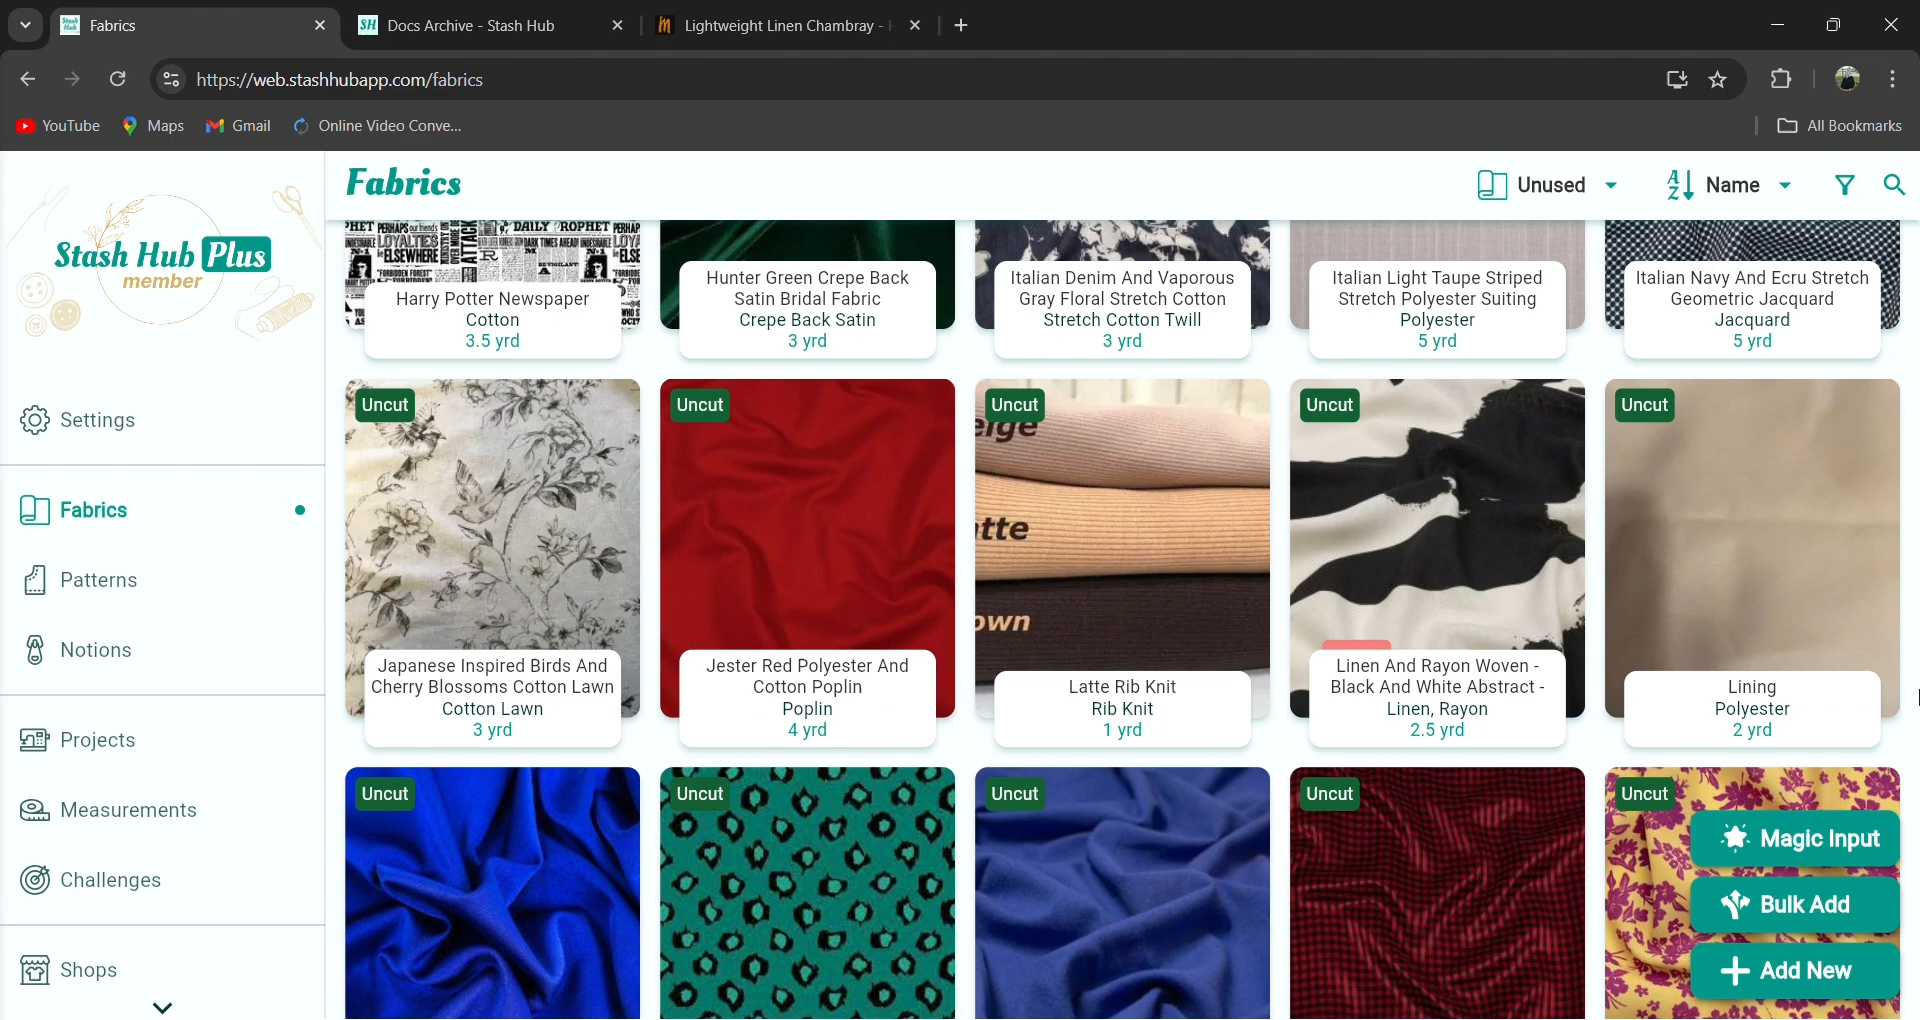 Fabrics
Docs Archive - Stash Hub
Lightweight Linen Chambray -
https://web.stashhubapp.com/fabrics
YouTube
Maps
Gmail
Online Video Conve...
All Bookmarks
Stash Hub Plus
member
Settings
Fabrics
Patterns
Notions
Projects
Measurements
Challenges
Shops
Fabrics
Unused
Name
Harry Potter Newspaper
Cotton
3.5 yrd
Hunter Green Crepe Back
Satin Bridal Fabric
Crepe Back Satin
3 yrd
Italian Denim And Vaporous
Gray Floral Stretch Cotton
Stretch Cotton Twill
3 yrd
Italian Light Taupe Striped
Stretch Polyester Suiting
Polyester
5 yrd
Italian Navy And Ecru Stretch
Geometric Jacquard
Jacquard
5 yrd
Uncut
Japanese Inspired Birds And
Cherry Blossoms Cotton Lawn
Cotton Lawn
3 yrd
Uncut
Jester Red Polyester And
Cotton Poplin
Poplin
4 yrd
Uncut
eige
tte
own
Latte Rib Knit
Rib Knit
1 yrd
Uncut
Linen And Rayon Woven -
Black And White Abstract -
Linen, Rayon
2.5 yrd
Uncut
Lining
Polyester
2 yrd
Uncut
Uncut
Uncut
Uncut
Uncut
Magic Input
Bulk Add
Add New